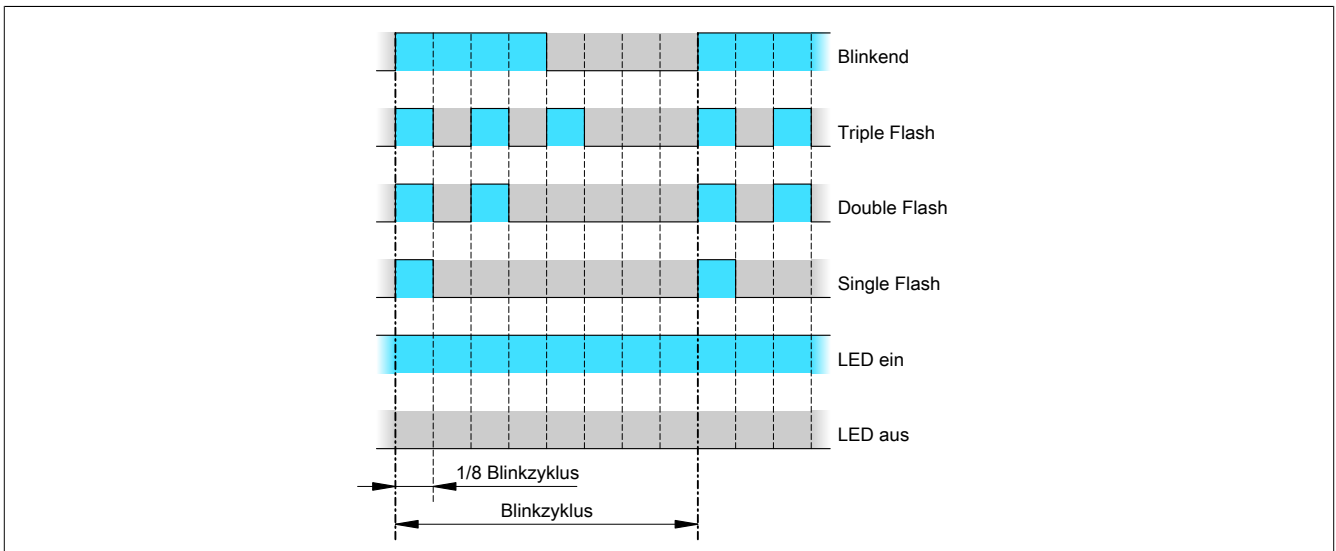 Blinkend
Triple Flash
Double Flash
Single Flash
LED ein
LED aus
1/8 Blinkzyklus
Blinkzyklus